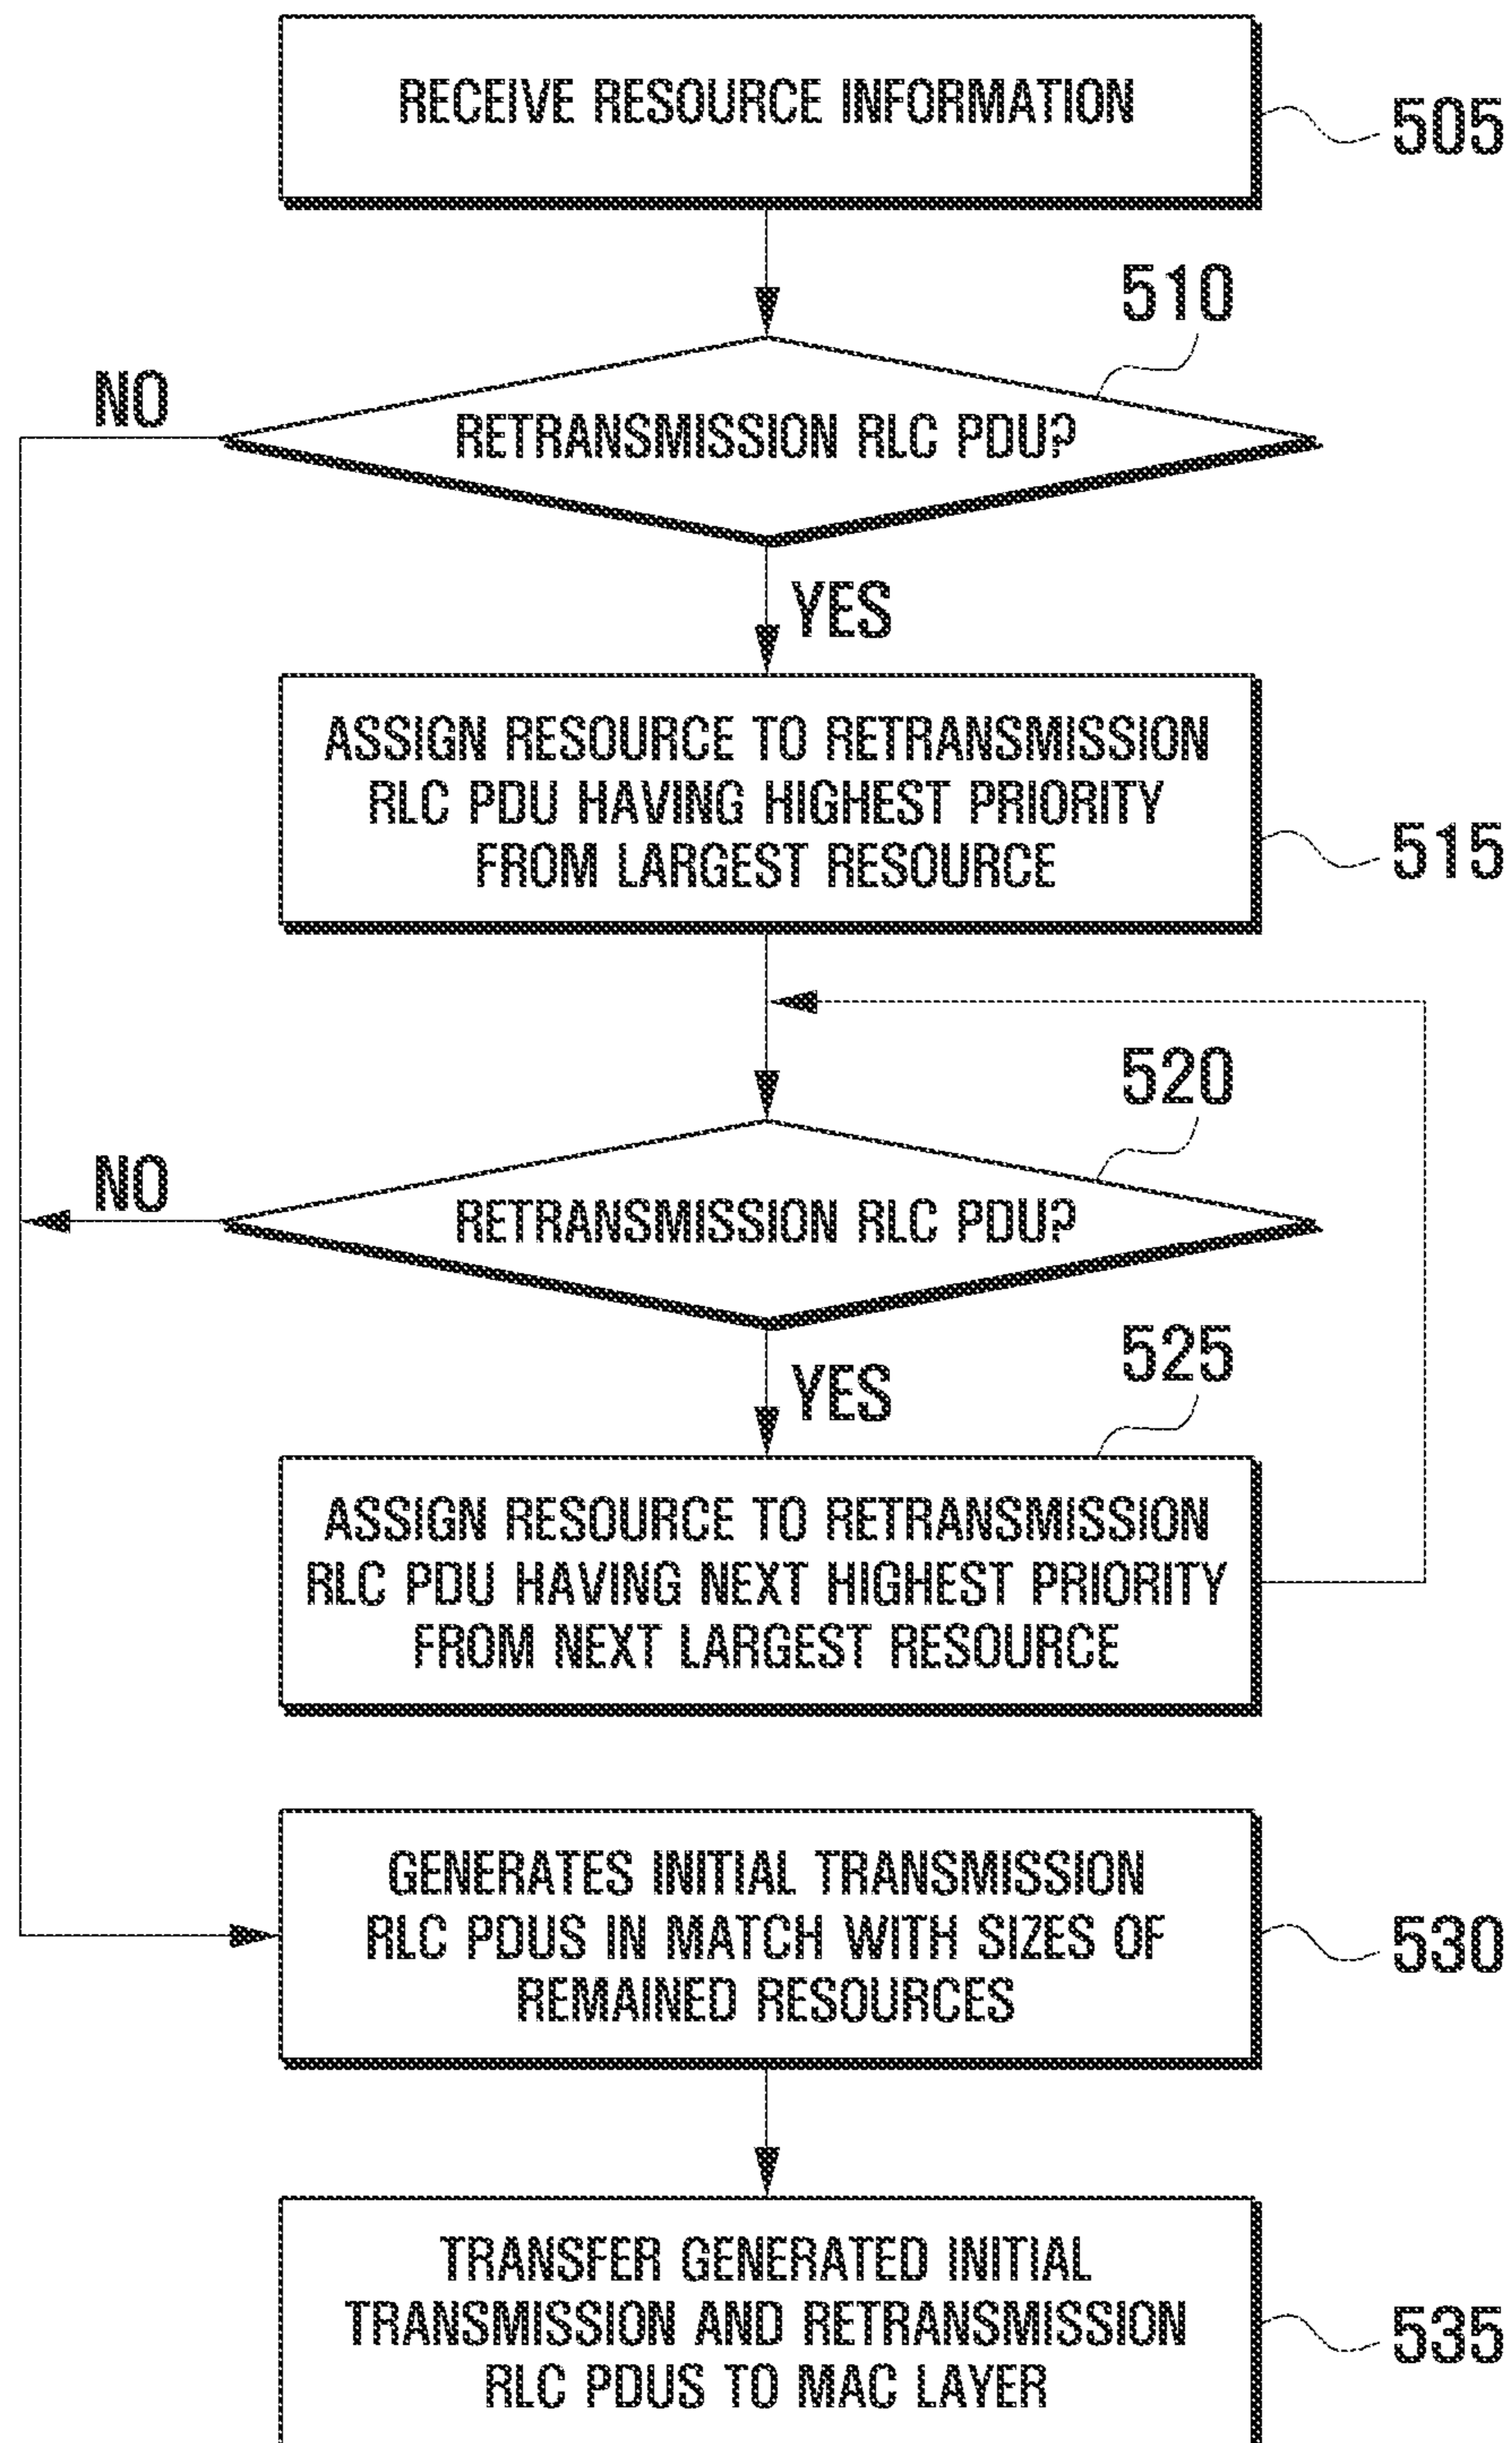 RECEIVE RESOURCE INFORMATION
505
510
NO
RETRANSMISSION RLC PDU?
YES
ASSIGN RESOURCE TO RETRANSMISSION
RLC PDU HAVING HIGHEST PRIORITY
FROM LARGEST RESOURCE
515
520
NO
RETRANSMISSION RLC PDU?
YES
525
ASSIGN RESOURCE TO RETRANSMISSION
RLC PDU HAVING NEXT HIGHEST PRIORITY
FROM NEXT LARGEST RESOURCE
GENERATES INITIAL TRANSMISSION
RLC PDUS IN MATCH WITH SIZES OF
REMAINED RESOURCES
530
TRANSFER GENERATED INITIAL
TRANSMISSION AND RETRANSMISSION
RLC PDUS TO MAC LAYER
535